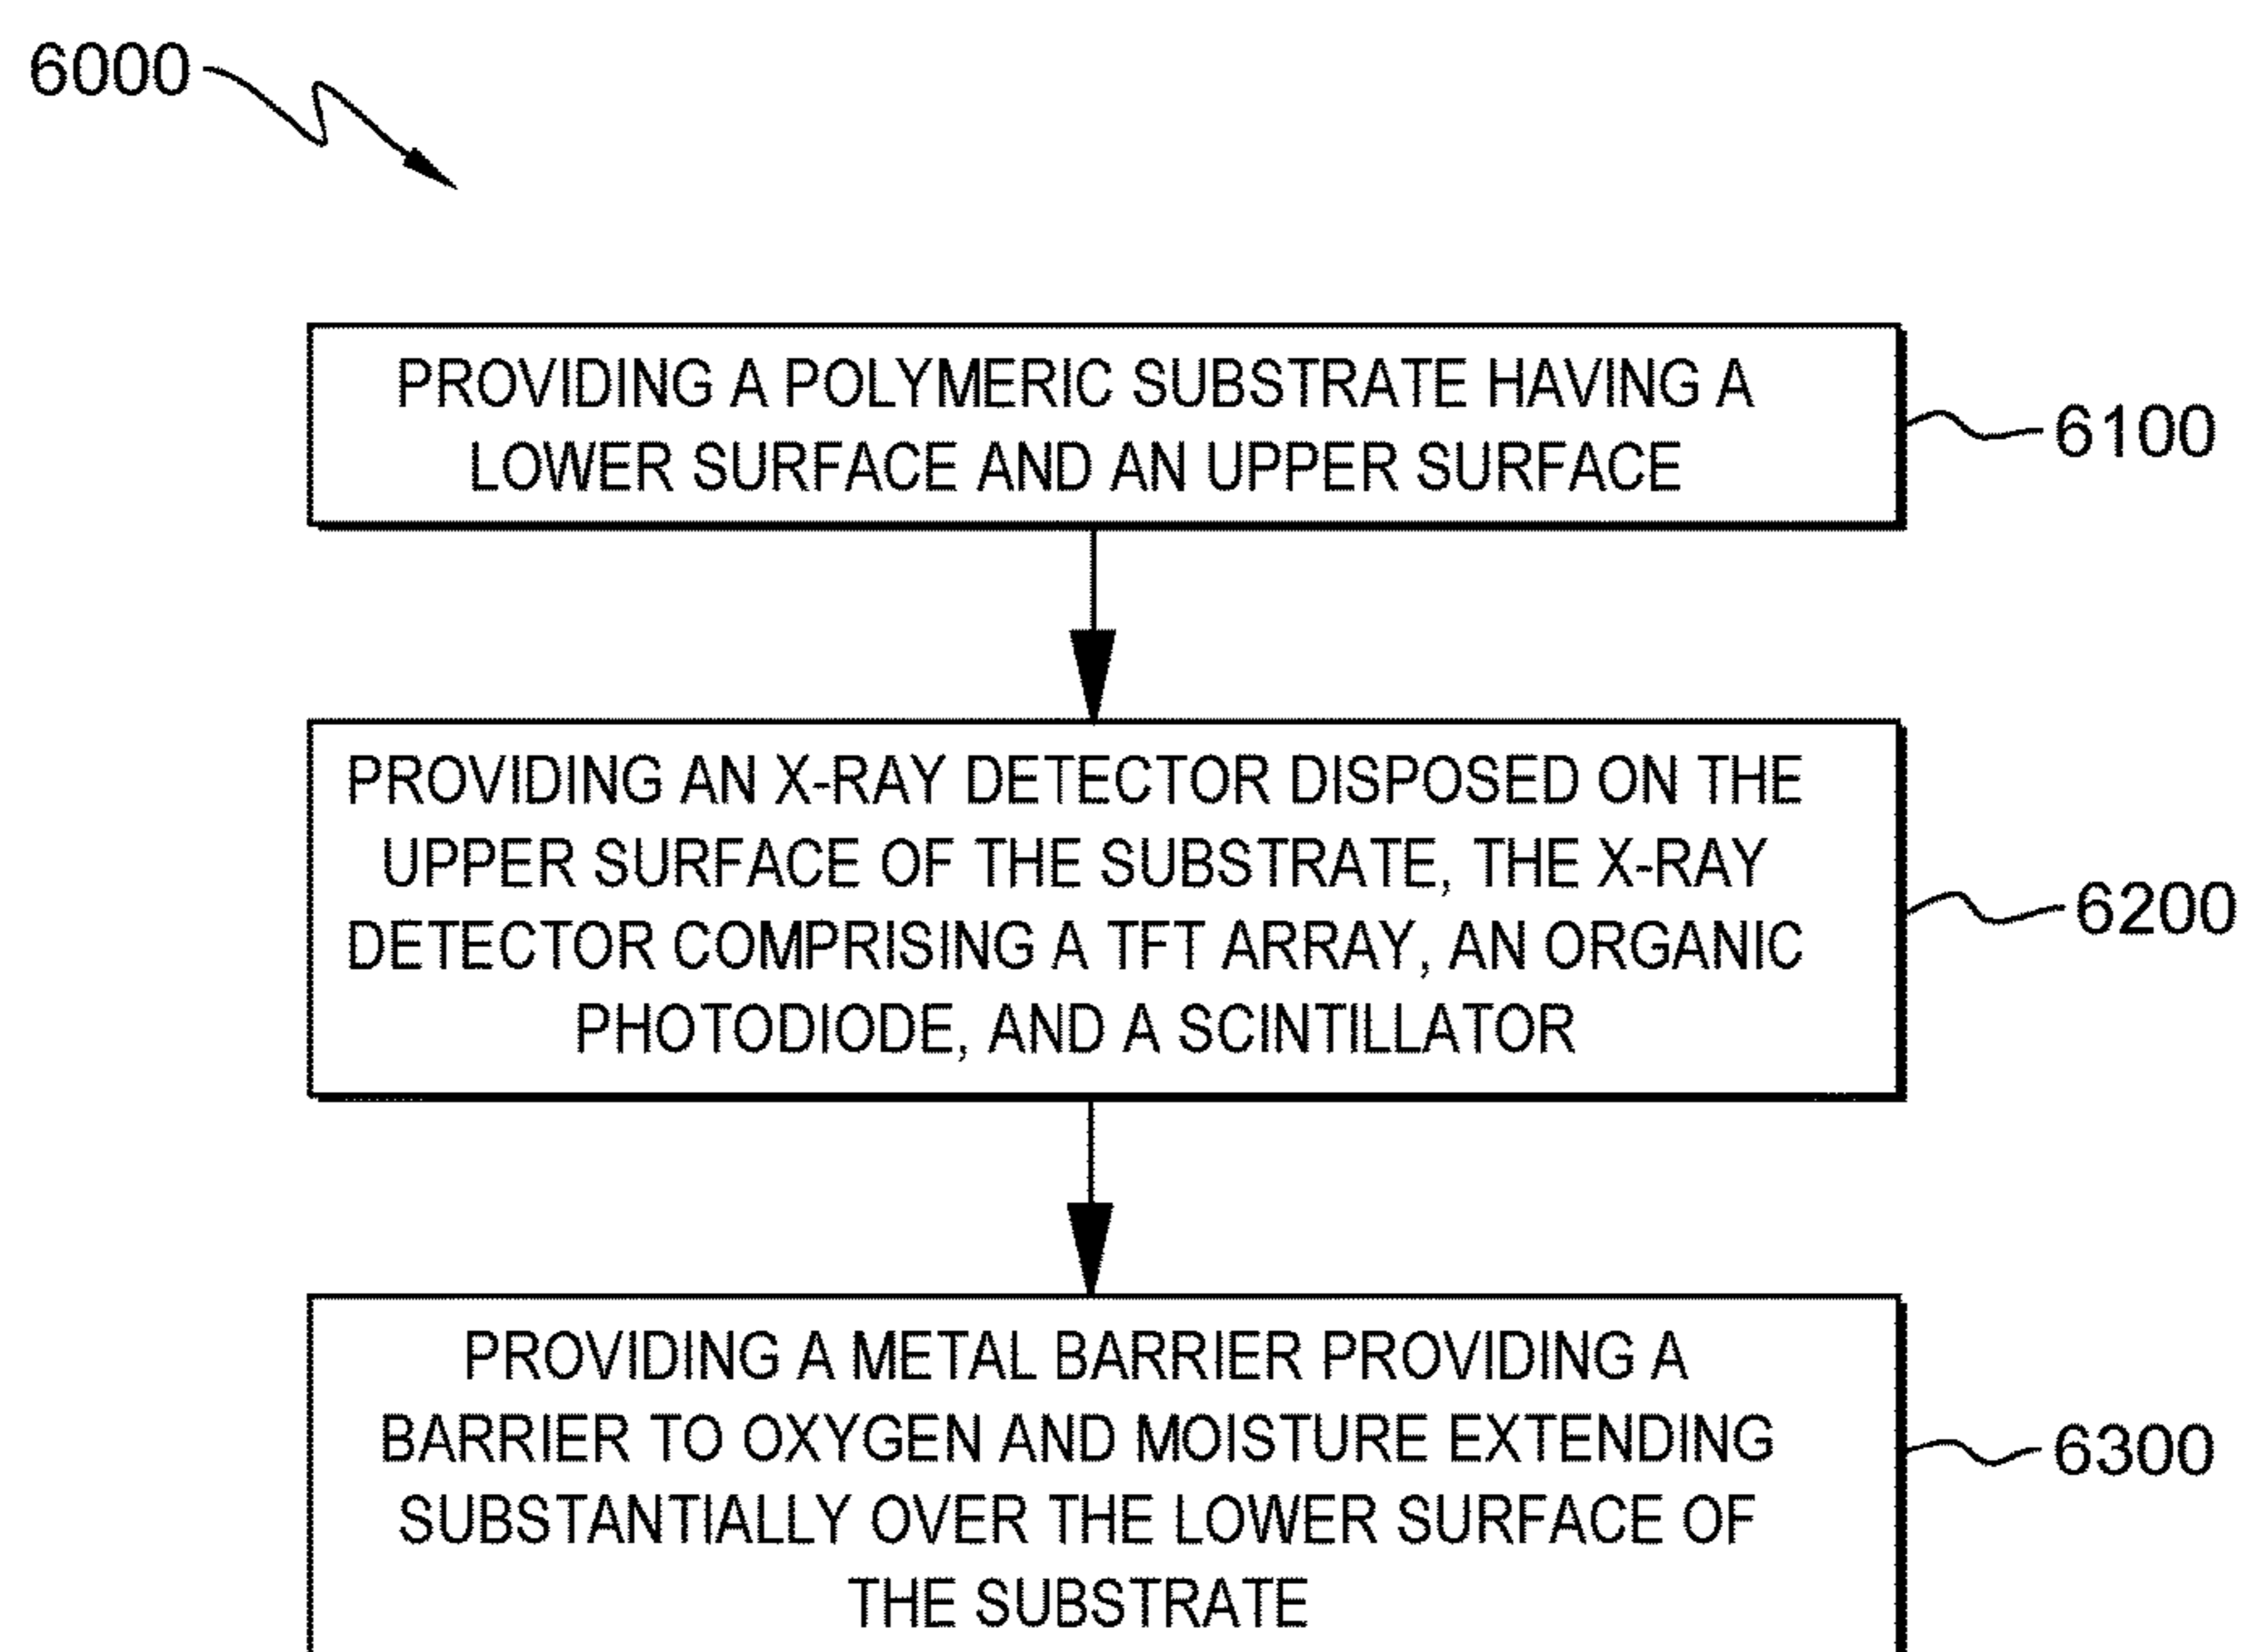 6000
PROVIDING A POLYMERIC SUBSTRATE HAVING A
LOWER SURFACE AND AN UPPER SURFACE
6100
PROVIDING AN X-RAY DETECTOR DISPOSED ON THE
UPPER SURFACE OF THE SUBSTRATE, THE X-RAY
DETECTOR COMPRISING A TFT ARRAY, AN ORGANIC
PHOTODIODE, AND A SCINTILLATOR
6200
PROVIDING A METAL BARRIER PROVIDING A
BARRIER TO OXYGEN AND MOISTURE EXTENDING
SUBSTANTIALLY OVER THE LOWER SURFACE OF
THE SUBSTRATE
6300